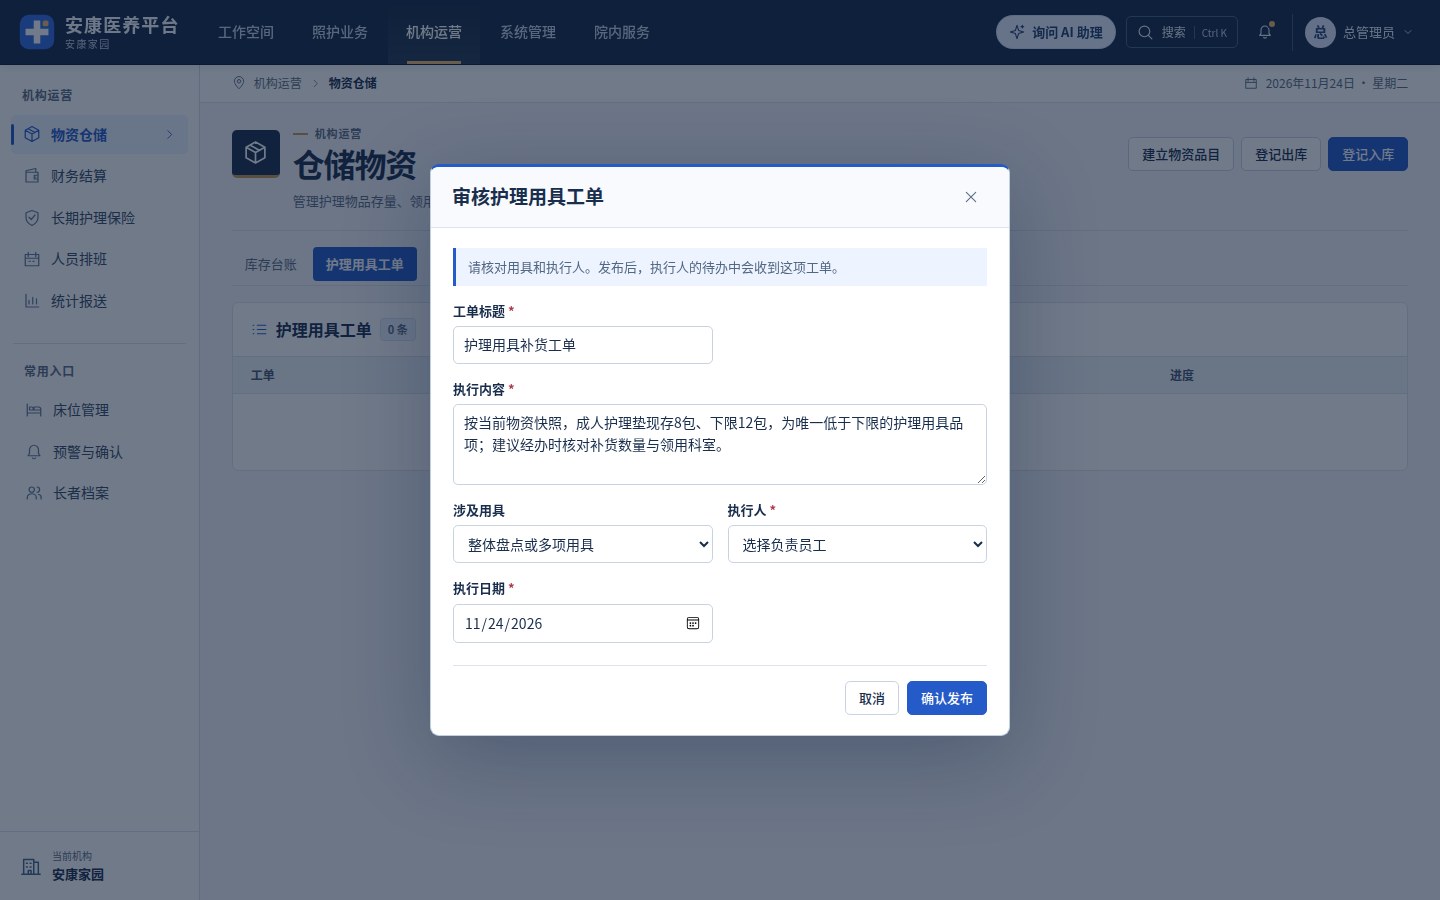 安康医养平台
安康家园
工作空间
照护业务
机构运营
系统管理
院内服务
询问 AI 助理
搜索
Ctrl K
总
总管理员
机构运营
物资仓储
财务结算
长期护理保险
人员排班
统计报送
常用入口
床位管理
预警与确认
长者档案
当前机构
安康家园
机构运营
物资仓储
2026年11月24日 · 星期二
机构运营
仓储物资
管理护理物品存量、领用
建立物资品目
登记出库
登记入库
库存台账
护理用具工单
护理用具工单
0 条
工单
进度
审核护理用具工单
请核对用具和执行人。发布后，执行人的待办中会收到这项工单。
工单标题 *
护理用具补货工单
执行内容 *
按当前物资快照，成人护理垫现存8包、下限12包，为唯一低于下限的护理用具品
项；建议经办时核对补货数量与领用科室。
涉及用具
执行人 *
整体盘点或多项用具
选择负责员工
执行日期 *
11/24/2026
取消
确认发布